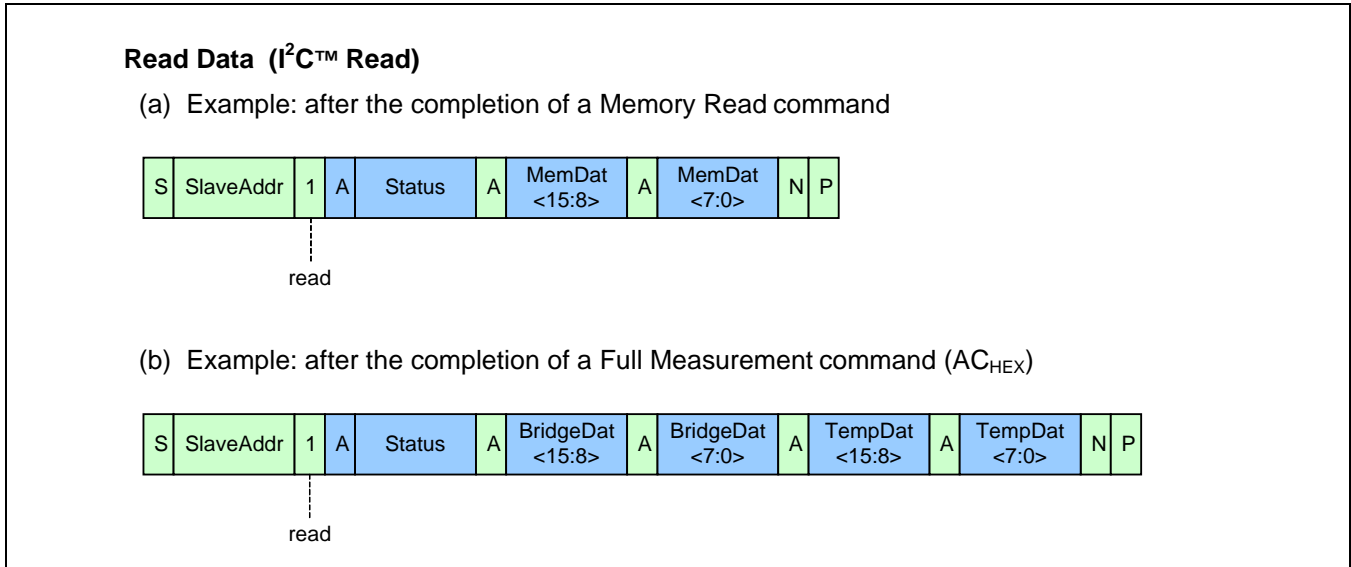 Read Data (I²C™ Read)
(a) Example: after the completion of a Memory Read command
S SlaveAddr 1 A Status A MemDat <15:8> A MemDat <7:0> N P
read
(b) Example: after the completion of a Full Measurement command (AC_HEX)
S SlaveAddr 1 A Status A BridgeDat <15:8> A BridgeDat <7:0> A TempDat <15:8> A TempDat <7:0> N P
read